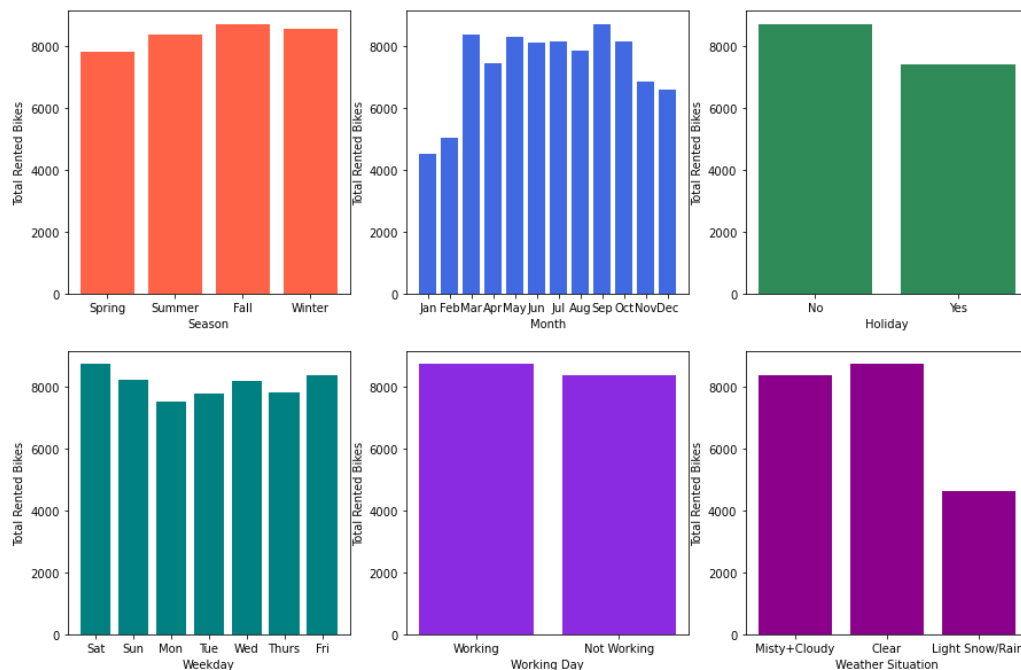 Total Rented Bikes
8000
6000
4000
2000
0
Spring Summer Fall Winter
Season
Total Rented Bikes
8000
6000
4000
2000
0
Jan Feb Mar Apr May Jun Jul Aug Sep Oct Nov Dec
Month
Total Rented Bikes
8000
6000
4000
2000
0
No Yes
Holiday
Total Rented Bikes
8000
6000
4000
2000
0
Sat Sun Mon Tue Wed Thurs Fri
Weekday
Total Rented Bikes
8000
6000
4000
2000
0
Working Not Working
Working Day
Total Rented Bikes
8000
6000
4000
2000
0
Misty+Cloudy Clear Light Snow/Rain
Weather Situation